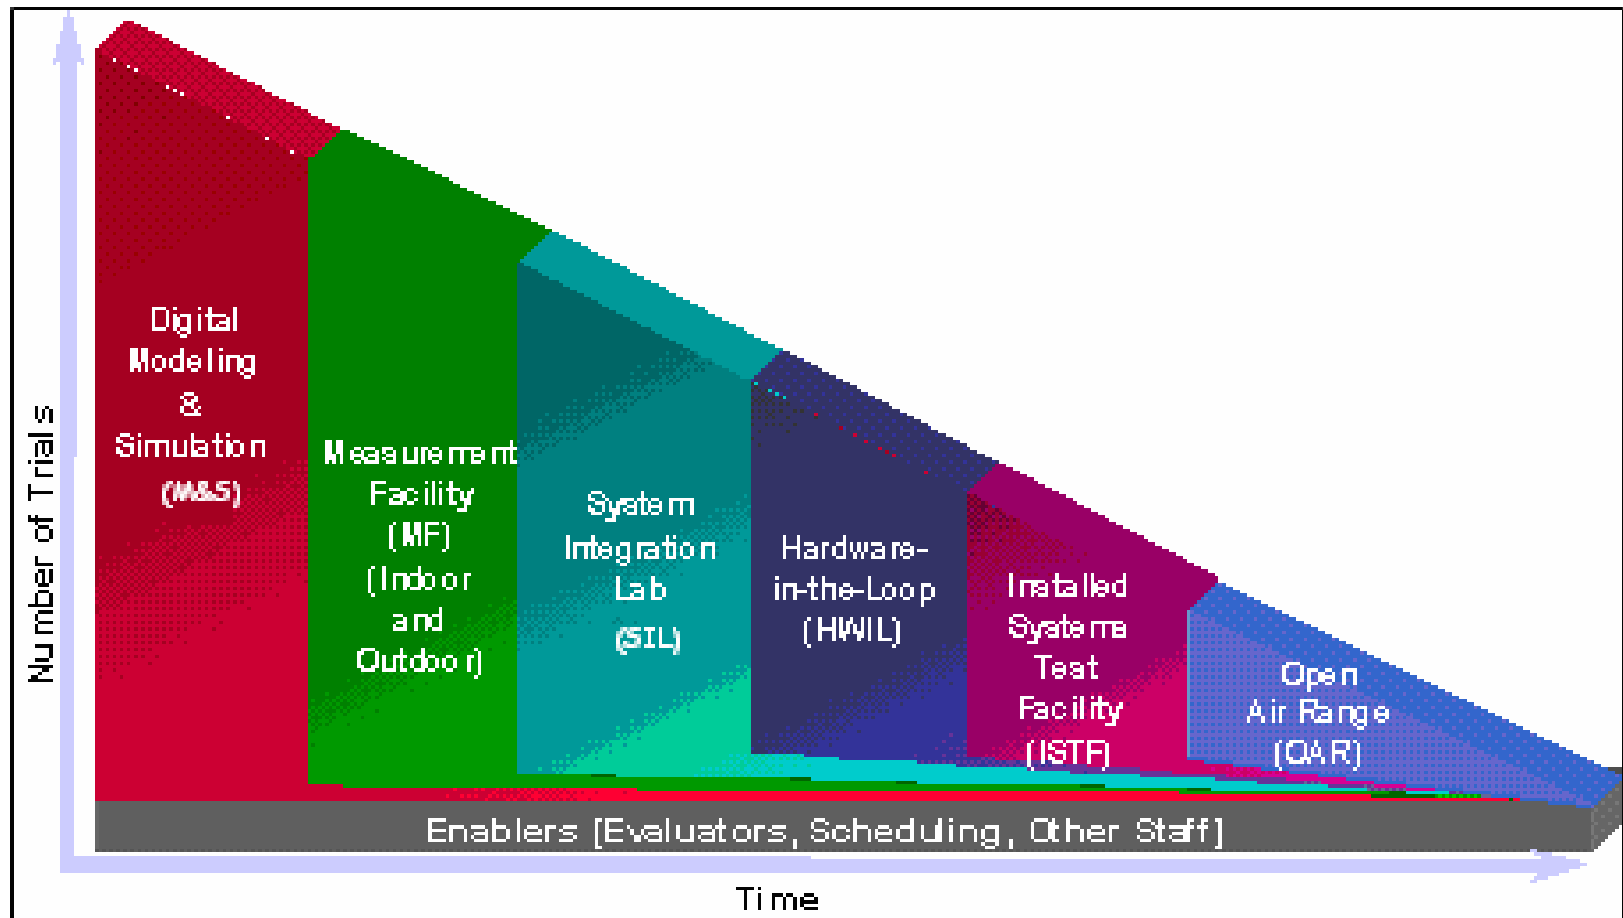 Number of Trials
Digital
Modeling
&
Simulation
(M&S)
Measurement
Facility
(MF)
(Indoor
and
Outdoor)
System
Integration
Lab
(SIL)
Hardware-
in-the-Loop
(HWIL)
Installed
Systems
Test
Facility
(ISTF)
Open
Air Range
(OAR)
Enablers [Evaluators, Scheduling, Other Staff]
Time